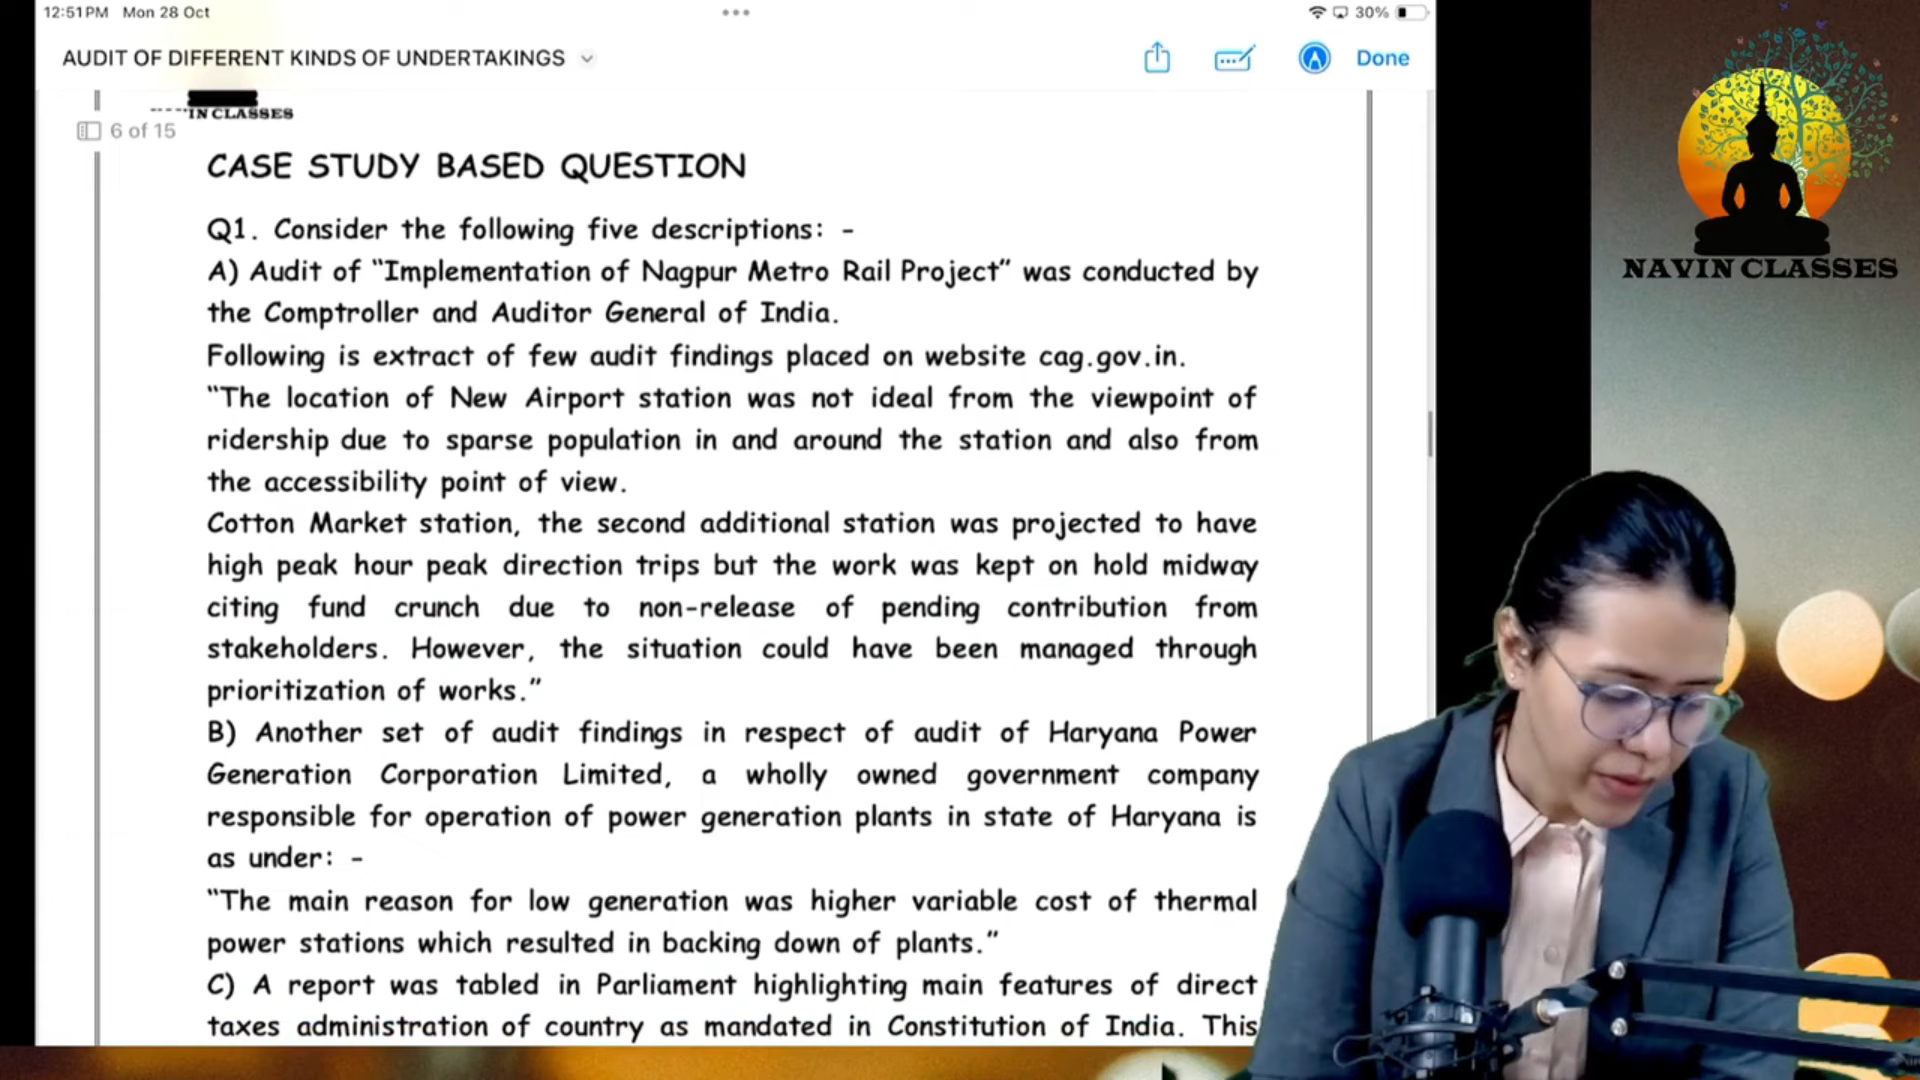 12:51PM Mon 28 Oct
30%
AUDIT OF DIFFERENT KINDS OF UNDERTAKINGS
Done
IN CLASSES
6 of 15
CASE STUDY BASED QUESTION
Q1. Consider the following five descriptions: -
A) Audit of “Implementation of Nagpur Metro Rail Project” was conducted by
the Comptroller and Auditor General of India.
Following is extract of few audit findings placed on website cag.gov.in.
“The location of New Airport station was not ideal from the viewpoint of
ridership due to sparse population in and around the station and also from
the accessibility point of view.
Cotton Market station, the second additional station was projected to have
high peak hour peak direction trips but the work was kept on hold midway
citing fund crunch due to non-release of pending contribution from
stakeholders. However, the situation could have been managed through
prioritization of works.”
B) Another set of audit findings in respect of audit of Haryana Power
Generation Corporation Limited, a wholly owned government company
responsible for operation of power generation plants in state of Haryana is
as under: -
“The main reason for low generation was higher variable cost of thermal
power stations which resulted in backing down of plants.”
C) A report was tabled in Parliament highlighting main features of direct
taxes administration of country as mandated in Constitution of India. This
NAVIN CLASSES